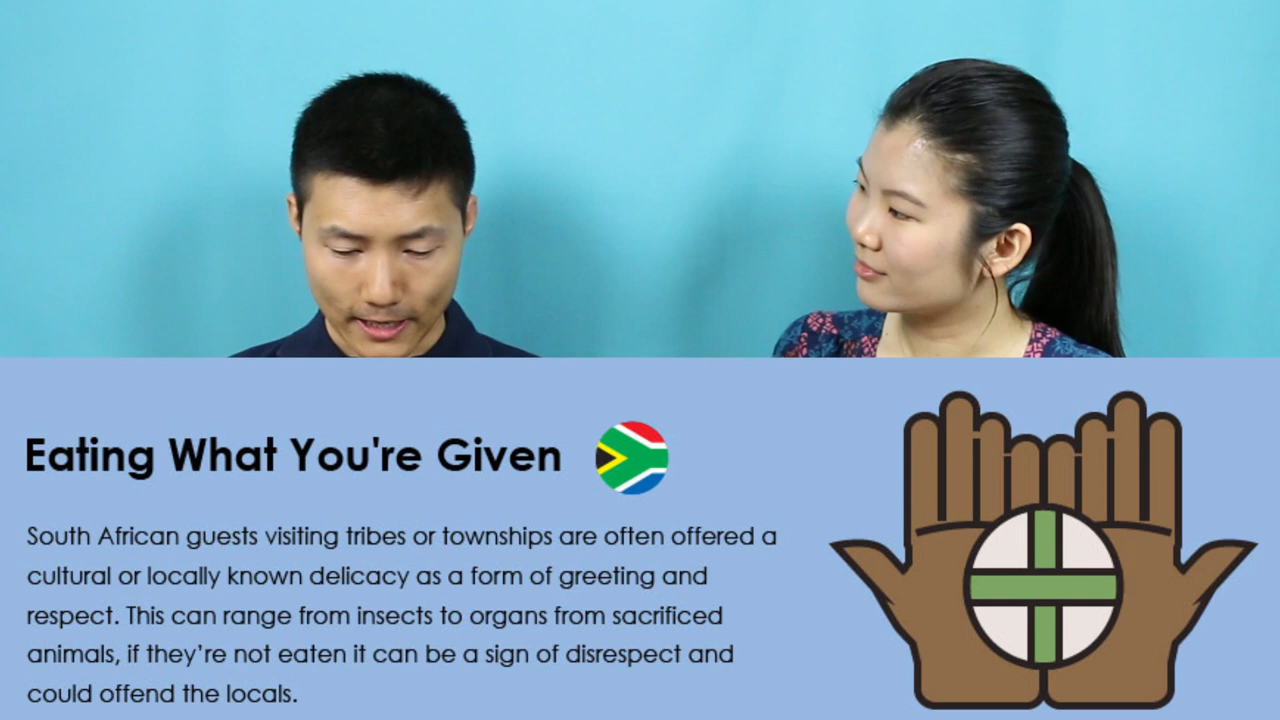 Eating What You're Given
South African guests visiting tribes or townships are often offered a
cultural or locally known delicacy as a form of greeting and
respect. This can range from insects to organs from sacrificed
animals, if they’re not eaten it can be a sign of disrespect and
could offend the locals.